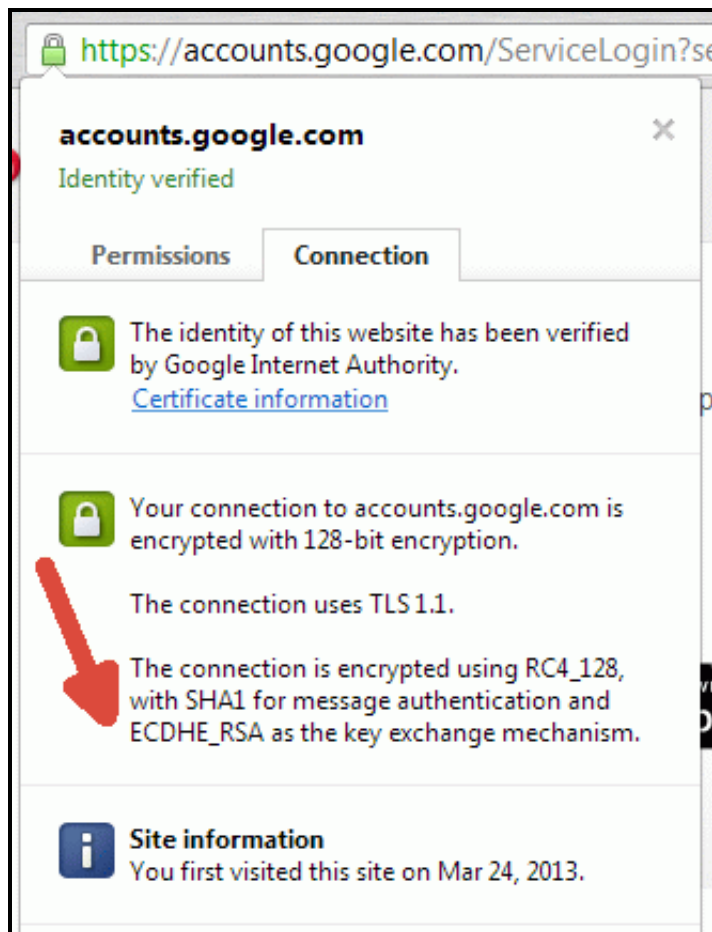 https://accounts.google.com/ServiceLogin?se
accounts.google.com
Identity verified
Permissions
Connection
The identity of this website has been verified
by Google Internet Authority.
Certificate information
Your connection to accounts.google.com is
encrypted with 128-bit encryption.
The connection uses TLS 1.1.
The connection is encrypted using RC4_128,
with SHA1 for message authentication and
ECDHE_RSA as the key exchange mechanism.
Site information
You first visited this site on Mar 24, 2013.